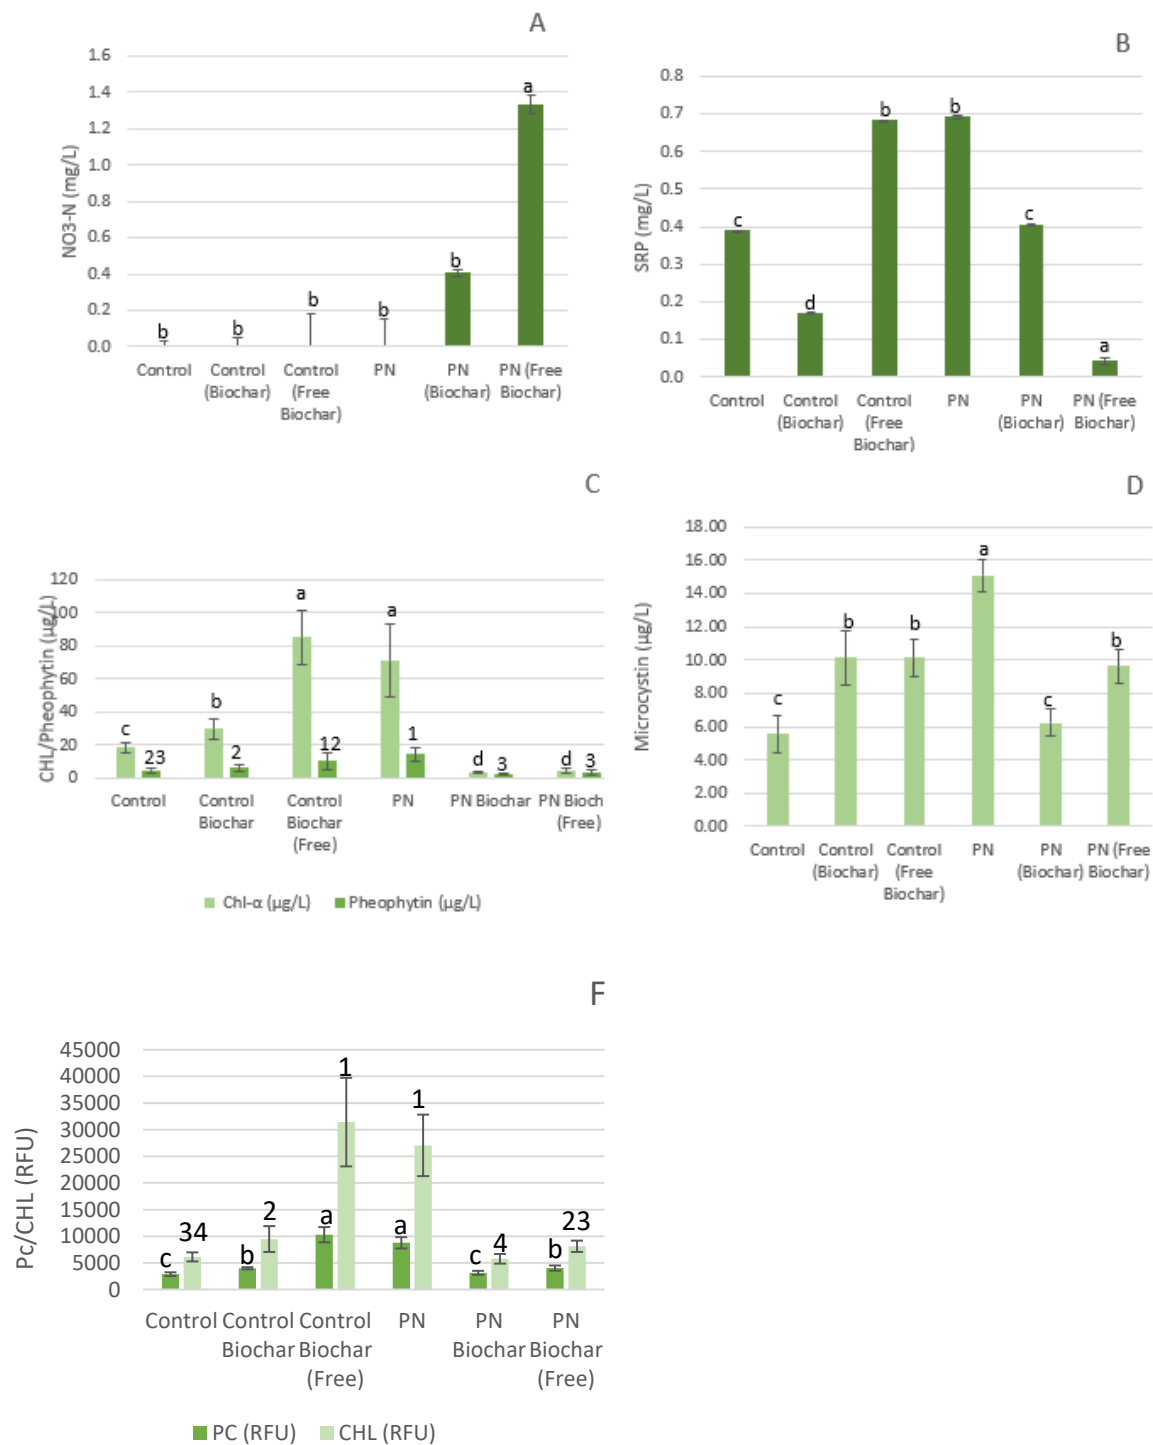 A
1.6
1.4
1.2
1.0
0.8
0.6
0.4
0.2
0.0
NO3-N (mg/L)
b
b
b
b
b
a
Control
Control (Biochar)
Control (Free Biochar)
PN
PN (Biochar)
PN (Free Biochar)
B
0.8
0.7
0.6
0.5
0.4
0.3
0.2
0.1
0.0
SRP (mg/L)
c
d
b
b
c
a
Control
Control (Biochar)
Control (Free Biochar)
PN
PN (Biochar)
PN (Free Biochar)
C
120
100
80
60
40
20
0
CHL/Pheophytin (µg/L)
c
23
b
2
a
12
a
1
d
3
d
3
Control
Control Biochar
Control Biochar (Free)
PN
PN Biochar
PN Bioch (Free)
Chl-α (µg/L)
Pheophytin (µg/L)
D
18.00
16.00
14.00
12.00
10.00
8.00
6.00
4.00
2.00
0.00
Microcystin (µg/L)
c
b
b
a
c
b
Control
Control (Biochar)
Control (Free Biochar)
PN
PN (Biochar)
PN (Free Biochar)
F
45000
40000
35000
30000
25000
20000
15000
10000
5000
0
Pc/CHL (RFU)
c
34
b
2
a
1
a
1
c
4
b
23
Control
Control Biochar
Control Biochar (Free)
PN
PN Biochar
PN Biochar (Free)
PC (RFU)
CHL (RFU)